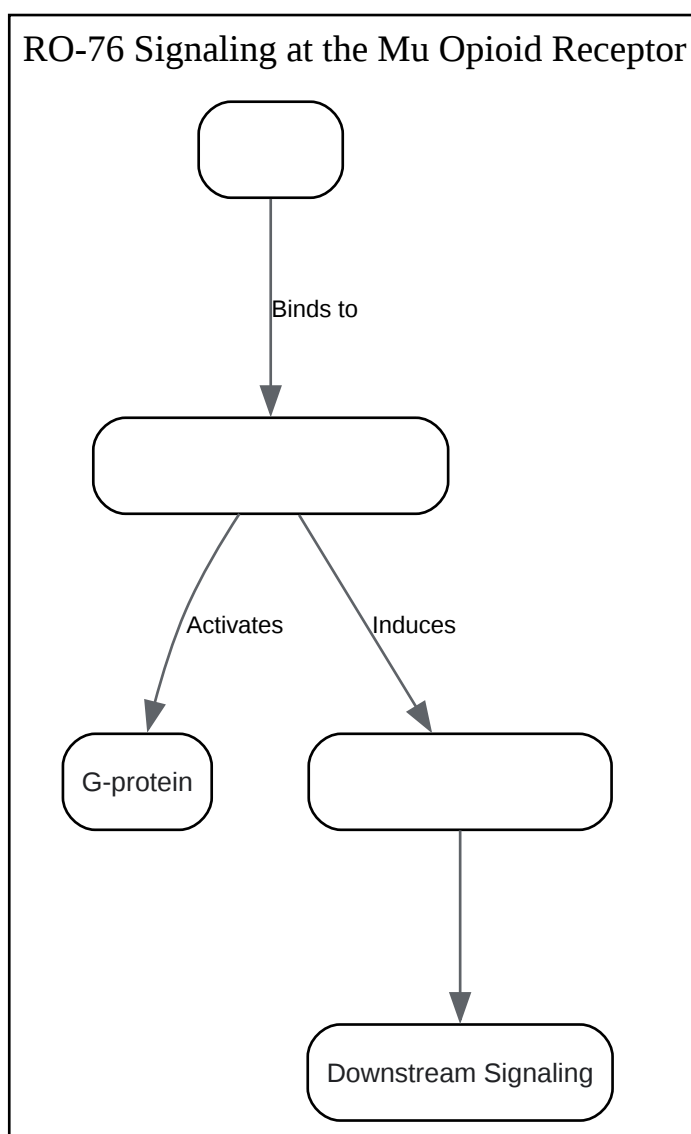 RO-76 Signaling at the Mu Opioid Receptor
Binds to
Activates
Induces
G-protein
Downstream Signaling